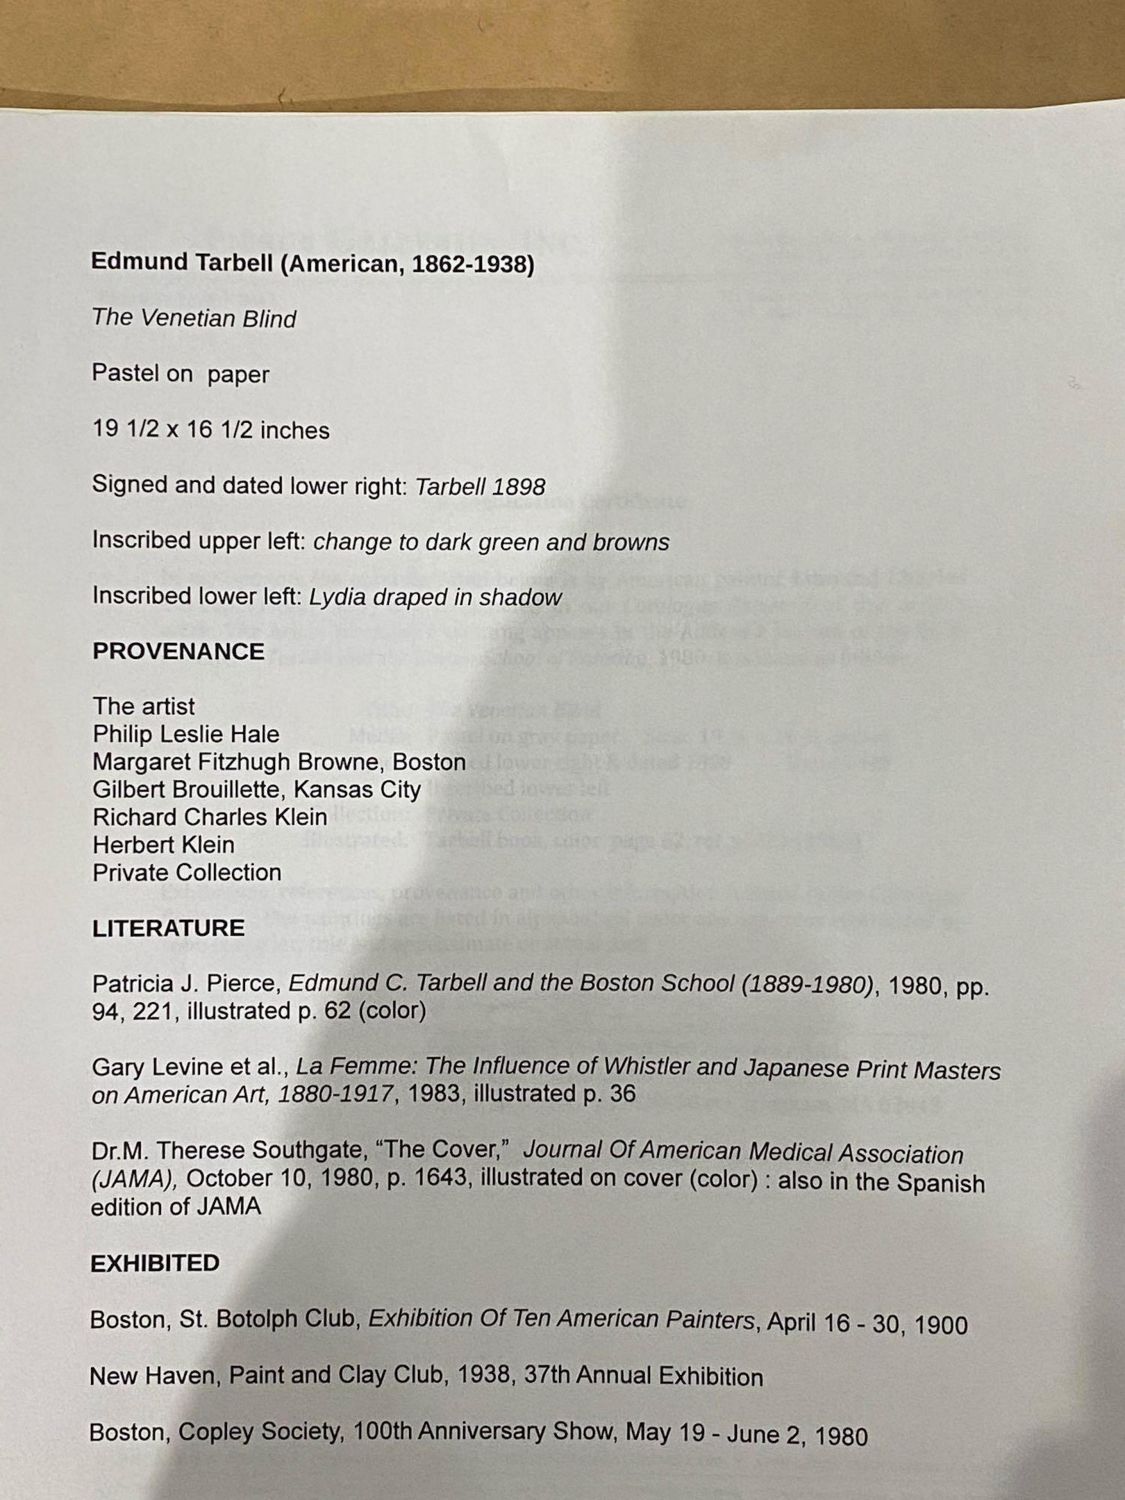 Edmund Tarbell (American, 1862-1938)
The Venetian Blind
Pastel on paper
19 1/2 x 16 1/2 inches
Signed and dated lower right: Tarbell 1898
Inscribed upper left: change to dark green and browns
Inscribed lower left: Lydia draped in shadow
PROVENANCE
The artist
Philip Leslie Hale
Margaret Fitzhugh Browne, Boston
Gilbert Brouillette, Kansas City
Richard Charles Klein
Herbert Klein
Private Collection
LITERATURE
Patricia J. Pierce, Edmund C. Tarbell and the Boston School (1889-1980), 1980, pp.
94, 221, illustrated p. 62 (color)
Gary Levine et al., La Femme: The Influence of Whistler and Japanese Print Masters
on American Art, 1880-1917, 1983, illustrated p. 36
Dr.M. Therese Southgate, “The Cover,” Journal Of American Medical Association
(JAMA), October 10, 1980, p. 1643, illustrated on cover (color) : also in the Spanish
edition of JAMA
EXHIBITED
Boston, St. Botolph Club, Exhibition Of Ten American Painters, April 16 - 30, 1900
New Haven, Paint and Clay Club, 1938, 37th Annual Exhibition
Boston, Copley Society, 100th Anniversary Show, May 19 - June 2, 1980